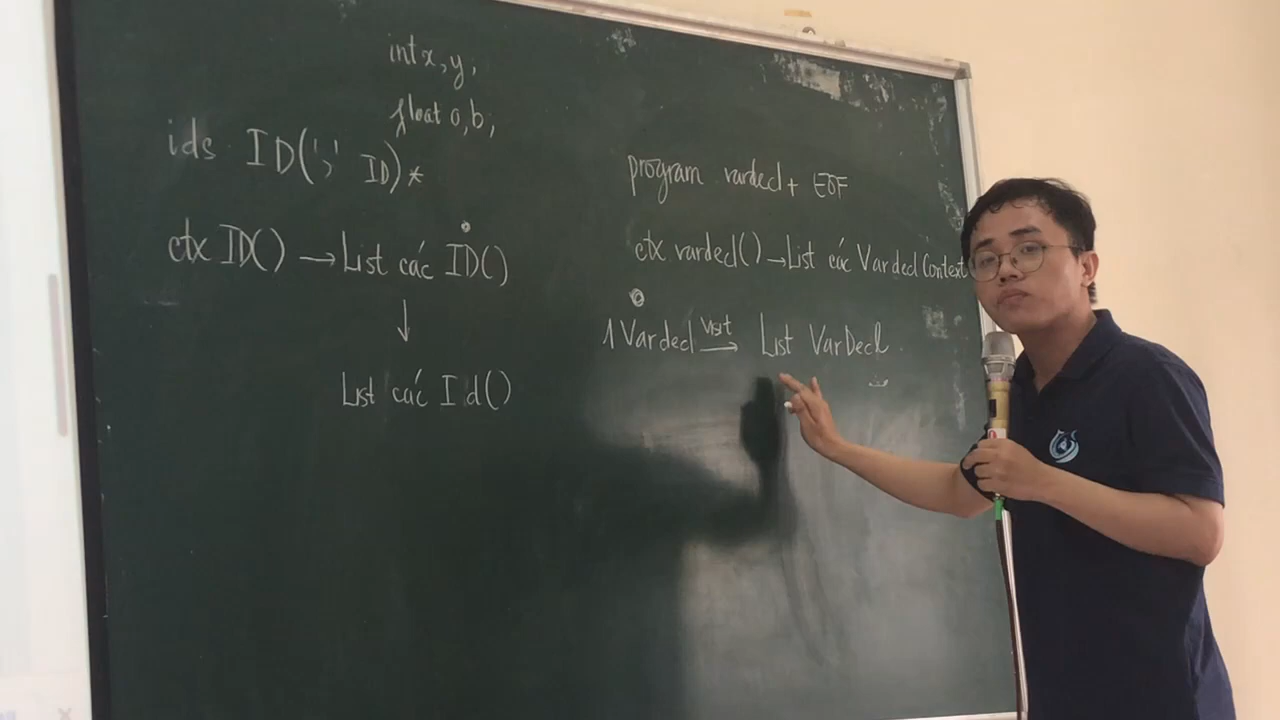 int x, y,
float a, b;
ids ID(',' ID)*
ctx ID() → List các ID()
↓
List các Id()
program vardecl+ EOF
ctx vardecl() → List các VardeclContext
1 Vardecl visit → List VarDecl